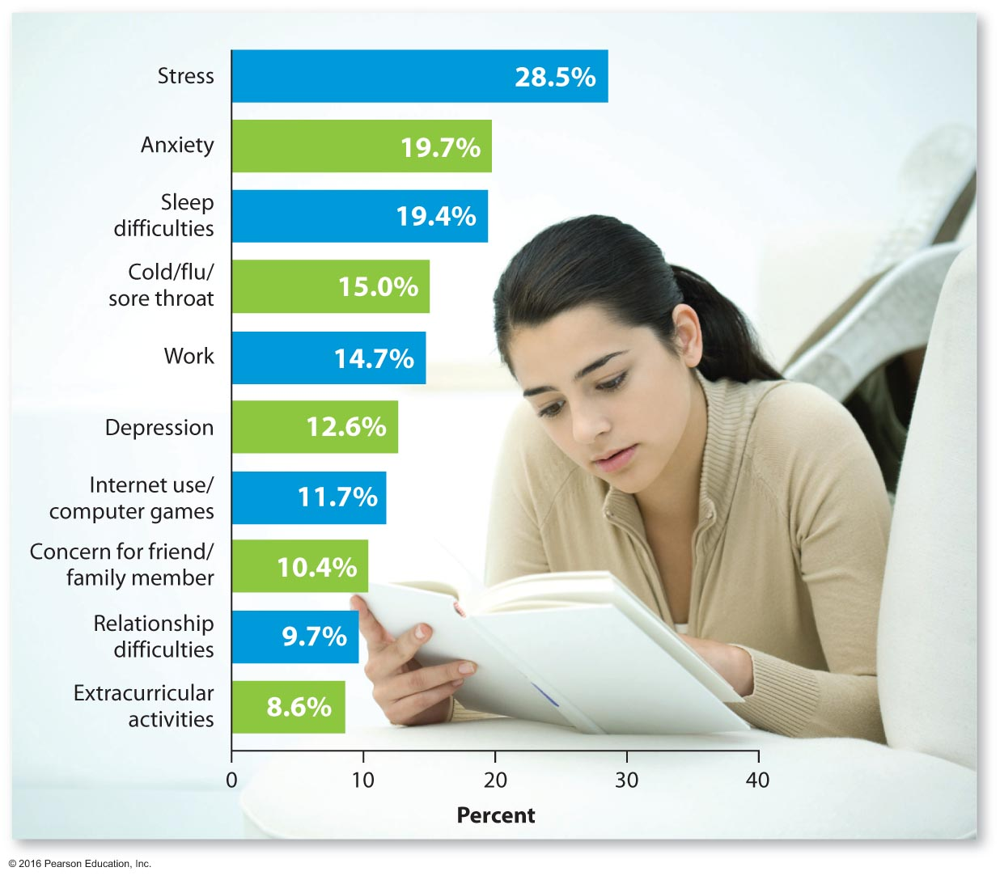 Stress
28.5%
Anxiety
19.7%
Sleep
difficulties
19.4%
Cold/flu/
sore throat
15.0%
Work
14.7%
Depression
12.6%
Internet use/
computer games
11.7%
Concern for friend/
family member
10.4%
Relationship
difficulties
9.7%
Extracurricular
activities
8.6%
0 10 20 30 40
Percent
© 2016 Pearson Education, Inc.